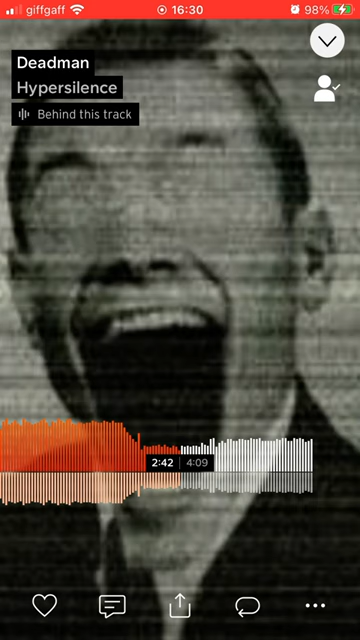 giffgaff 16:30 98%
Deadman
Hypersilence
Behind this track
2:42 4:09